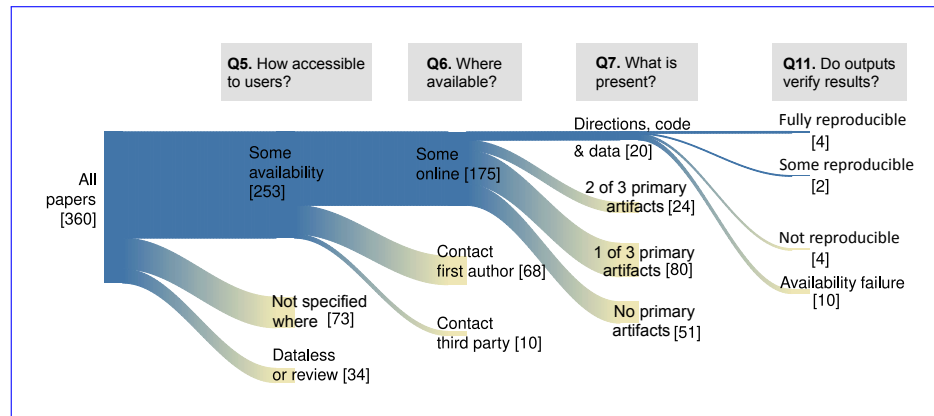 Q5. How accessible
to users?
Q6. Where
available?
Q7. What is
present?
Q11. Do outputs
verify results?
All
papers
[360]
Some
availability
[253]
Not specified
where [73]
Dataless
or review [34]
Some
online [175]
Contact
first author [68]
Contact
third party [10]
Directions, code
& data [20]
2 of 3 primary
artifacts [24]
1 of 3 primary
artifacts [80]
No primary
artifacts [51]
Fully reproducible
[4]
Some reproducible
[2]
Not reproducible
[4]
Availability failure
[10]